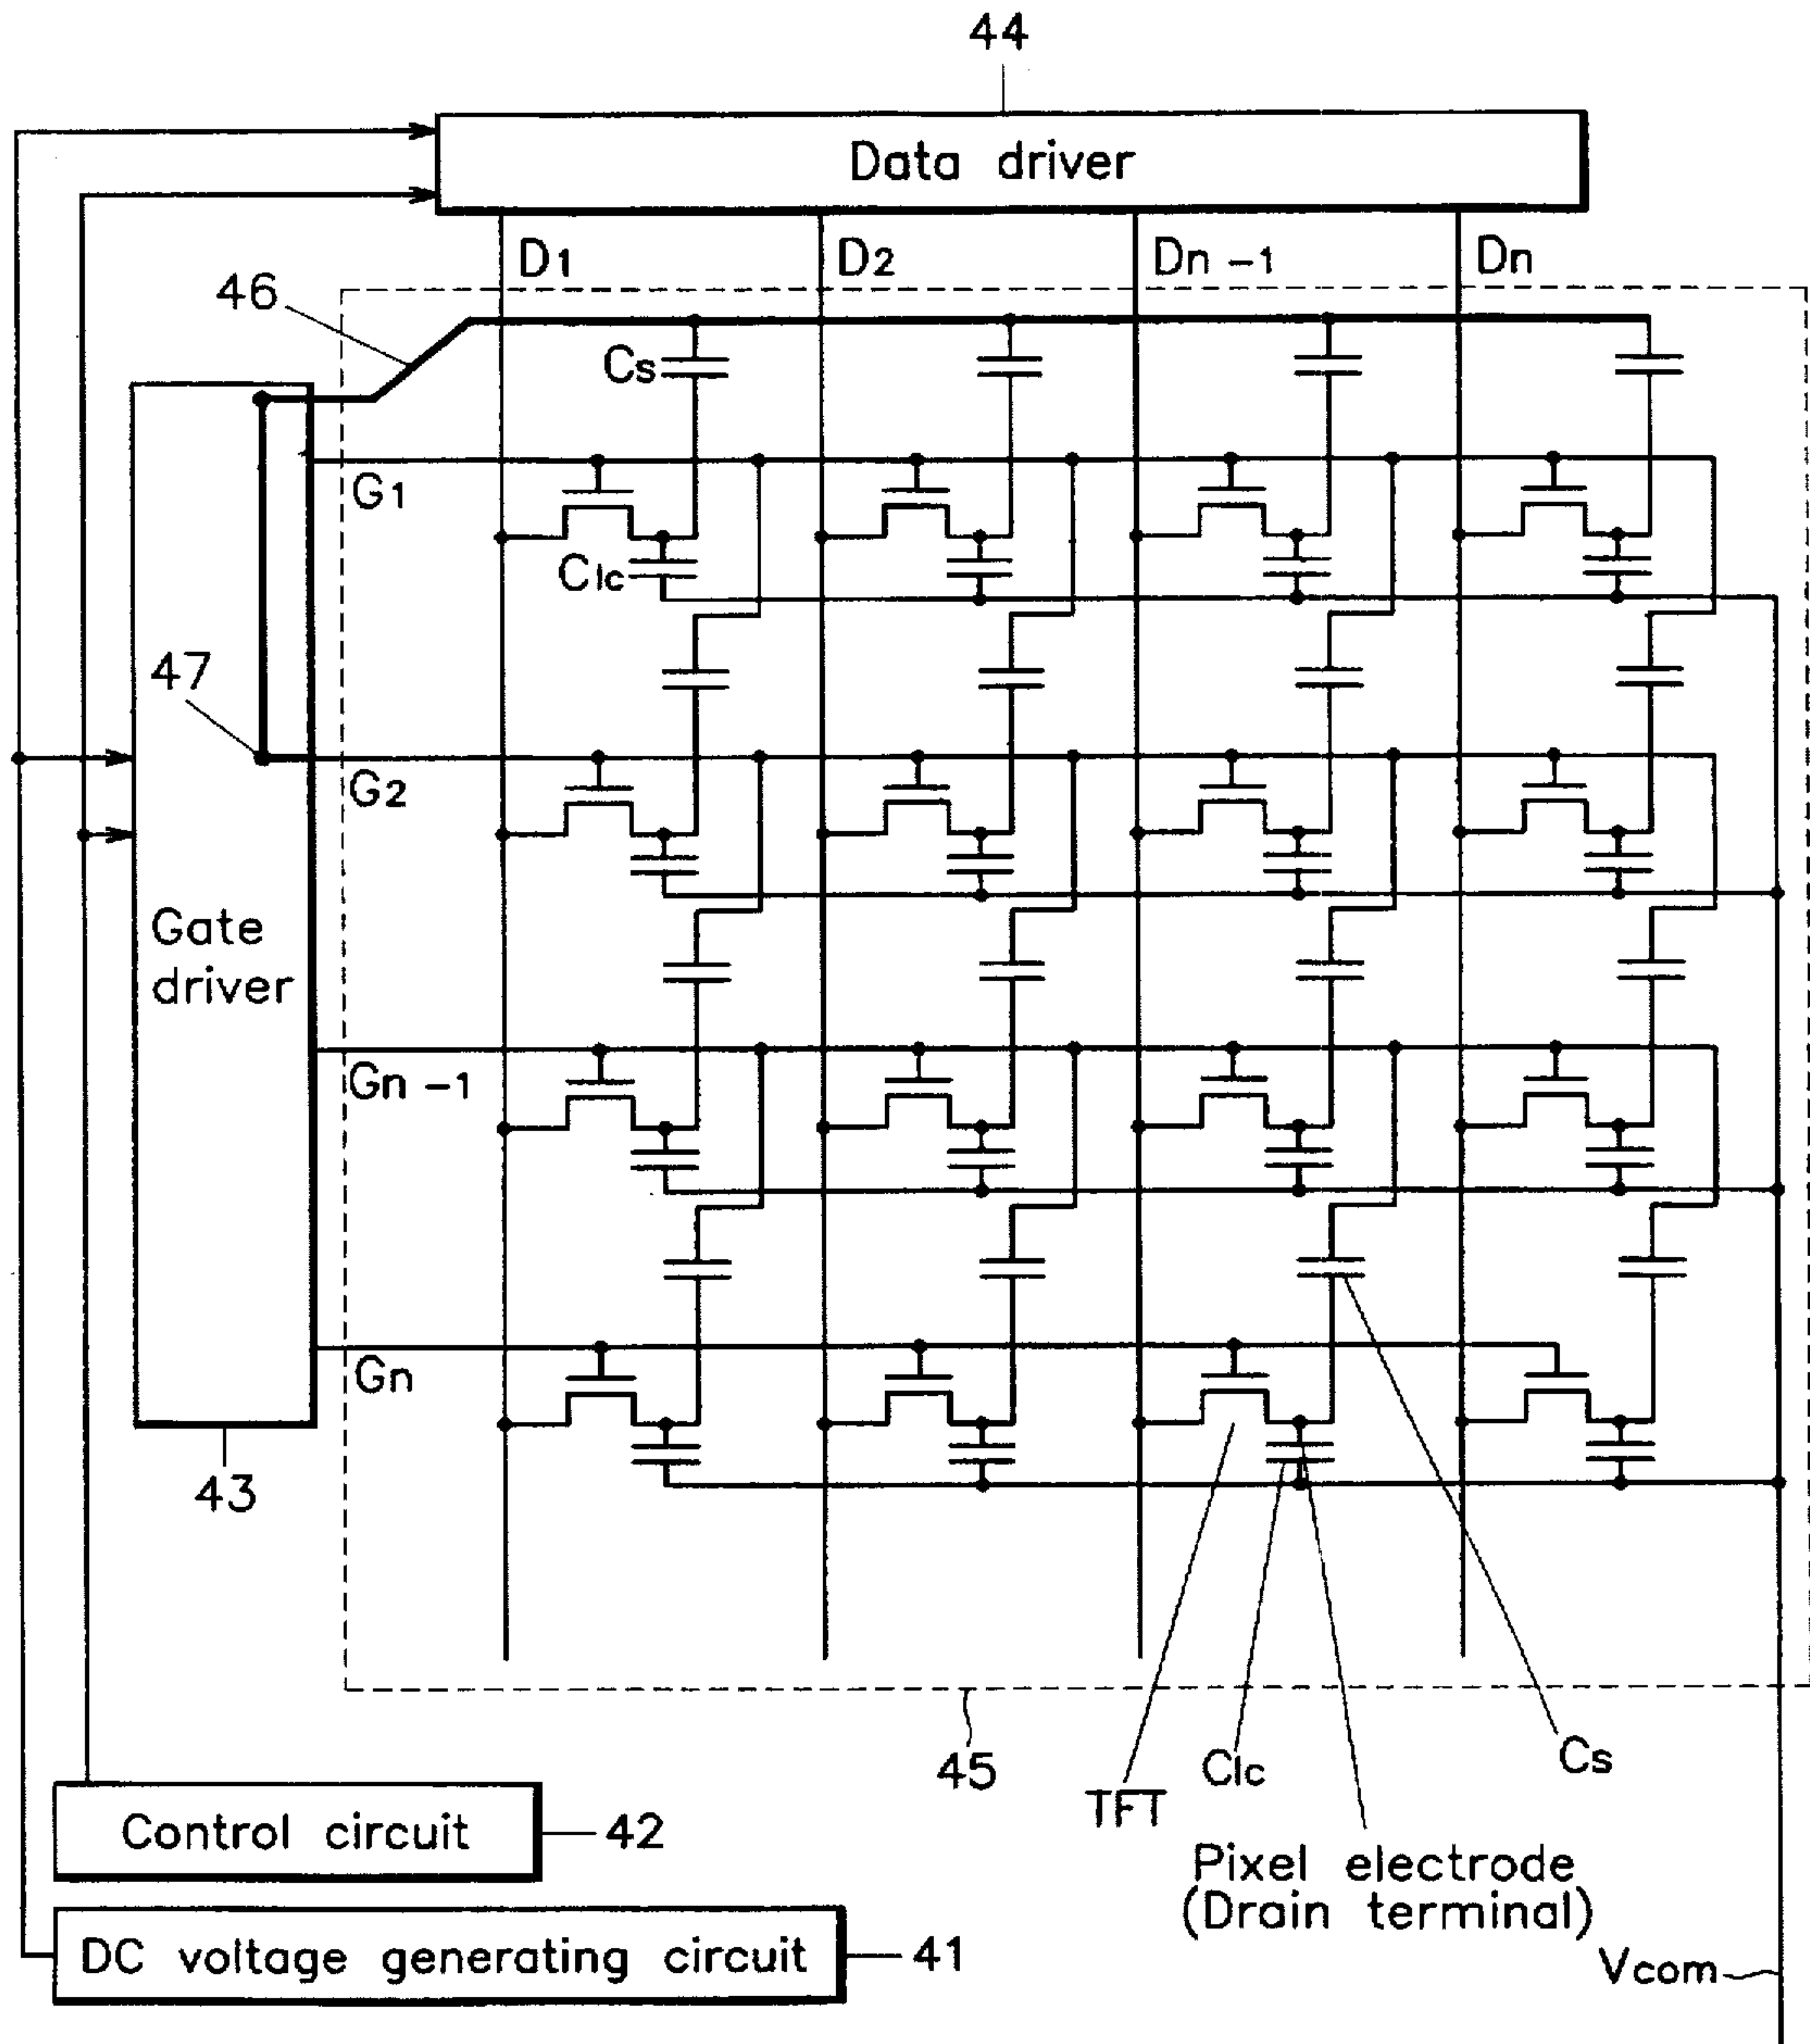 44
Data driver
D1
D2
Dn -1
Dn
46
Cs
G1
Clc
47
G2
Gate
driver
Gn -1
Gn
43
45
TFT
Clc
Cs
Control circuit
42
Pixel electrode
(Drain terminal)
DC voltage generating circuit
41
Vcom